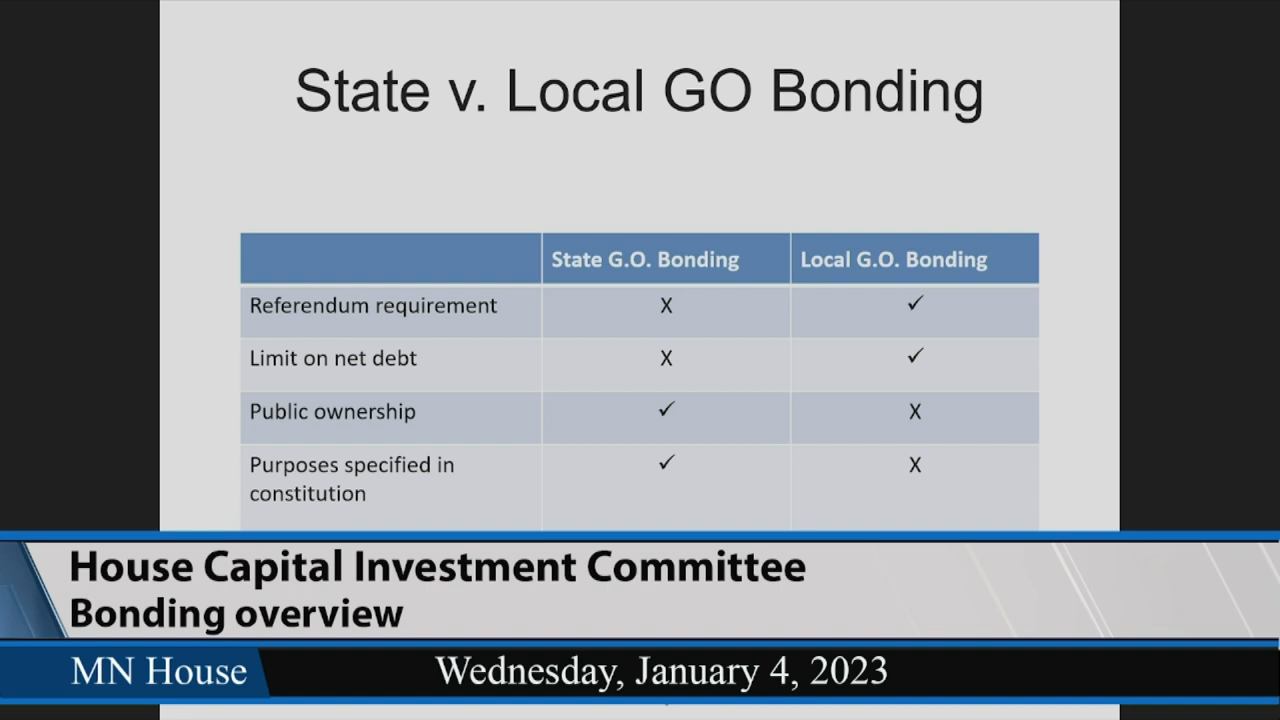 State v. Local GO Bonding
State G.O. Bonding Local G.O. Bonding
Referendum requirement X ✓
Limit on net debt X ✓
Public ownership ✓ X
Purposes specified in ✓ X
constitution
House Capital Investment Committee
Bonding overview
MN House Wednesday, January 4, 2023